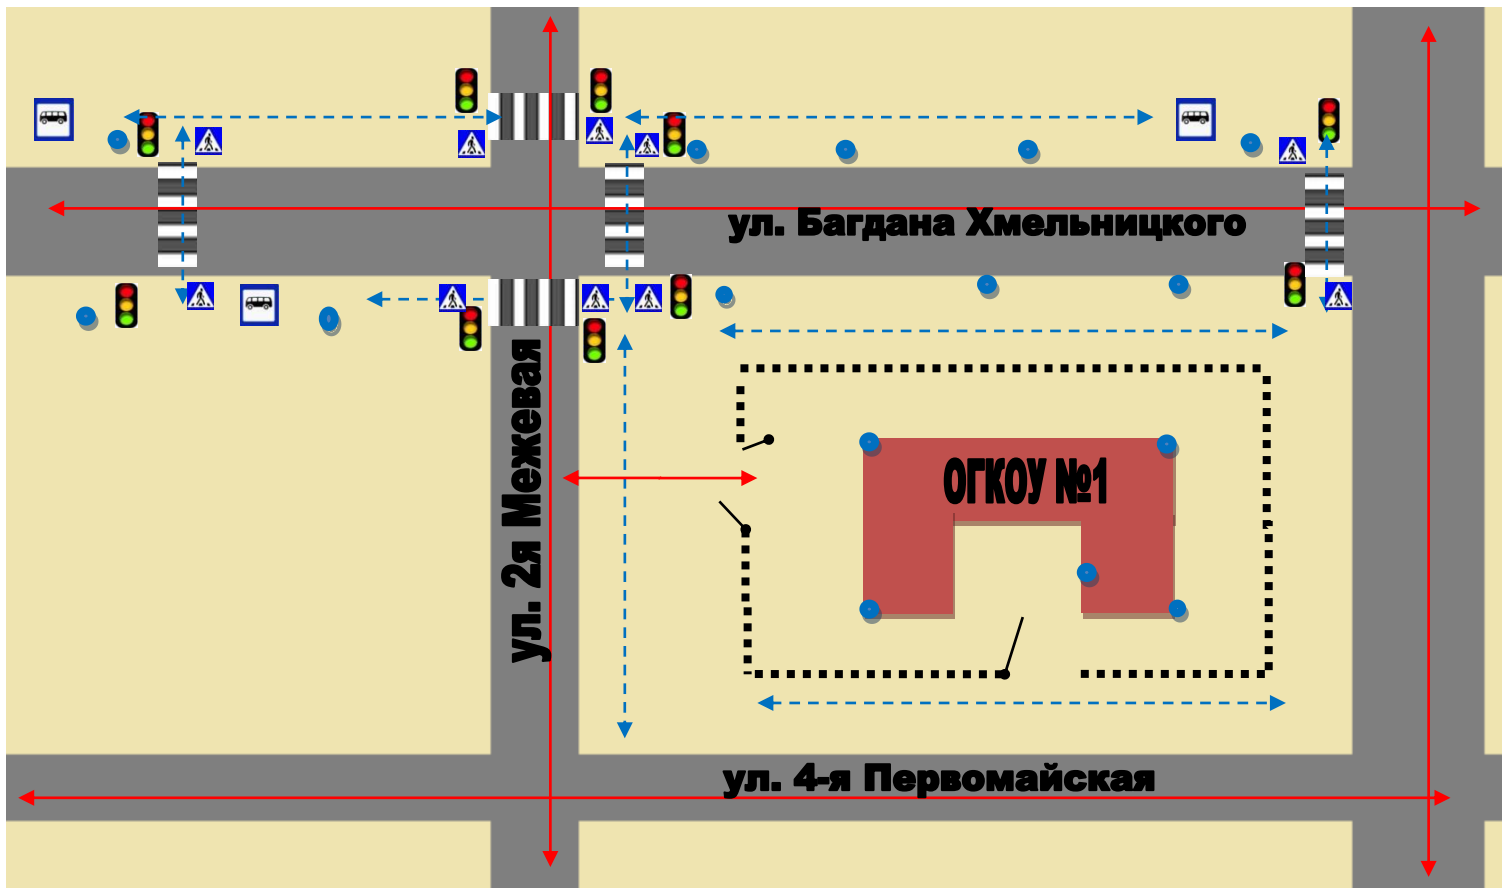 ул. Багдана Хмельницкого
ул. 2я Межевая
ОГКОУ №1
ул. 4-я Первомайская